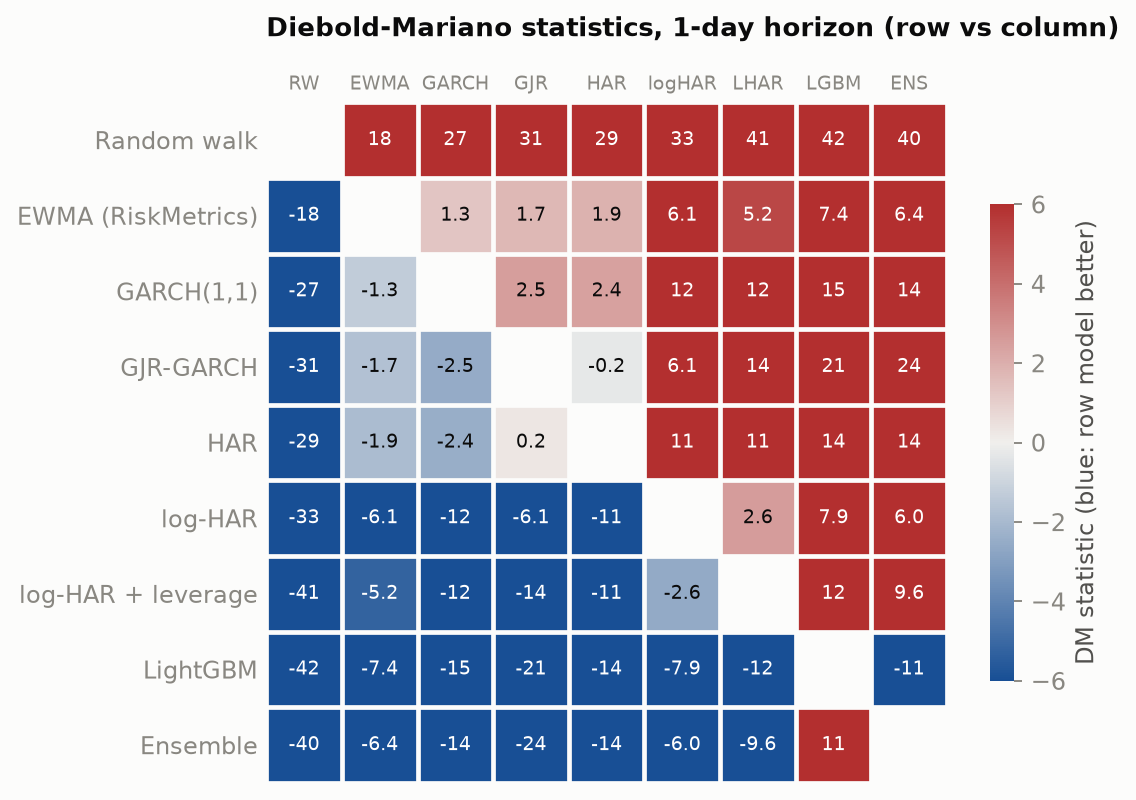 Diebold-Mariano statistics, 1-day horizon (row vs column)
RW EWMA GARCH GJR HAR logHAR LHAR LGBM ENS
Random walk 18 27 31 29 33 41 42 40
EWMA (RiskMetrics) -18 1.3 1.7 1.9 6.1 5.2 7.4 6.4
GARCH(1,1) -27 -1.3 2.5 2.4 12 12 15 14
GJR-GARCH -31 -1.7 -2.5 -0.2 6.1 14 21 24
HAR -29 -1.9 -2.4 0.2 11 11 14 14
log-HAR -33 -6.1 -12 -6.1 -11 2.6 7.9 6.0
log-HAR + leverage -41 -5.2 -12 -14 -11 -2.6 12 9.6
LightGBM -42 -7.4 -15 -21 -14 -7.9 -12 -11
Ensemble -40 -6.4 -14 -24 -14 -6.0 -9.6 11
6
4
2
0
−2
−4
−6
DM statistic (blue: row model better)